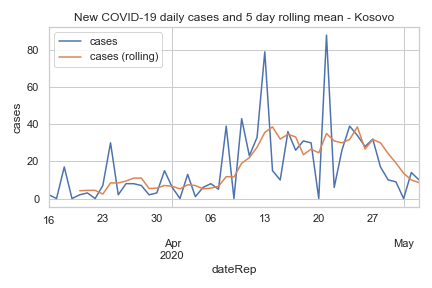 New COVID-19 daily cases and 5 day rolling mean - Kosovo
cases
cases (rolling)
80
60
40
20
0
cases
16 23 30 06 13 20 27
Apr May
2020
dateRep